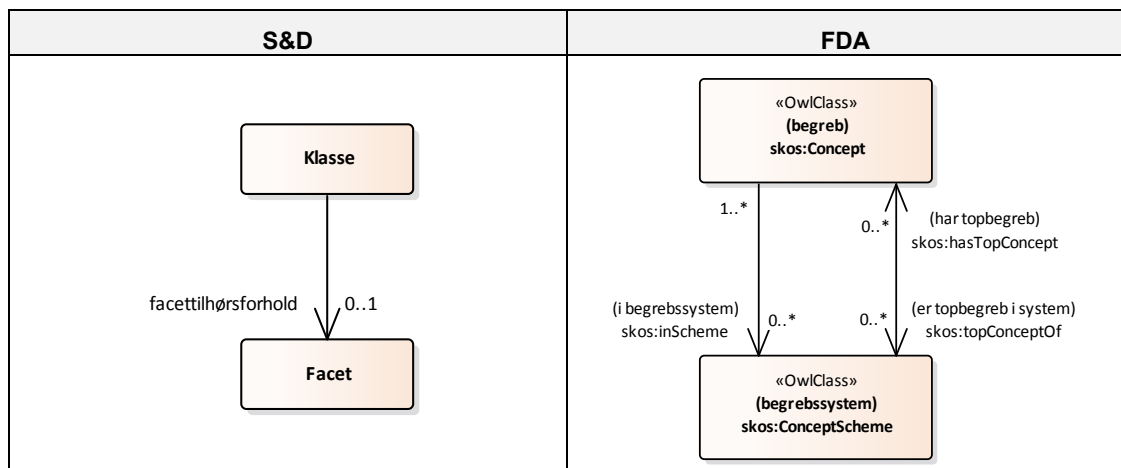 S&D
FDA
Klasse
facettilhørsforhold
0..1
Facet
«OwlClass»
(begreb)
skos:Concept
1..*
0..*
(har topbegreb)
skos:hasTopConcept
(i begrebssystem)
skos:inScheme
0..*
0..*
(er topbegreb i system)
skos:topConceptOf
«OwlClass»
(begrebssystem)
skos:ConceptScheme